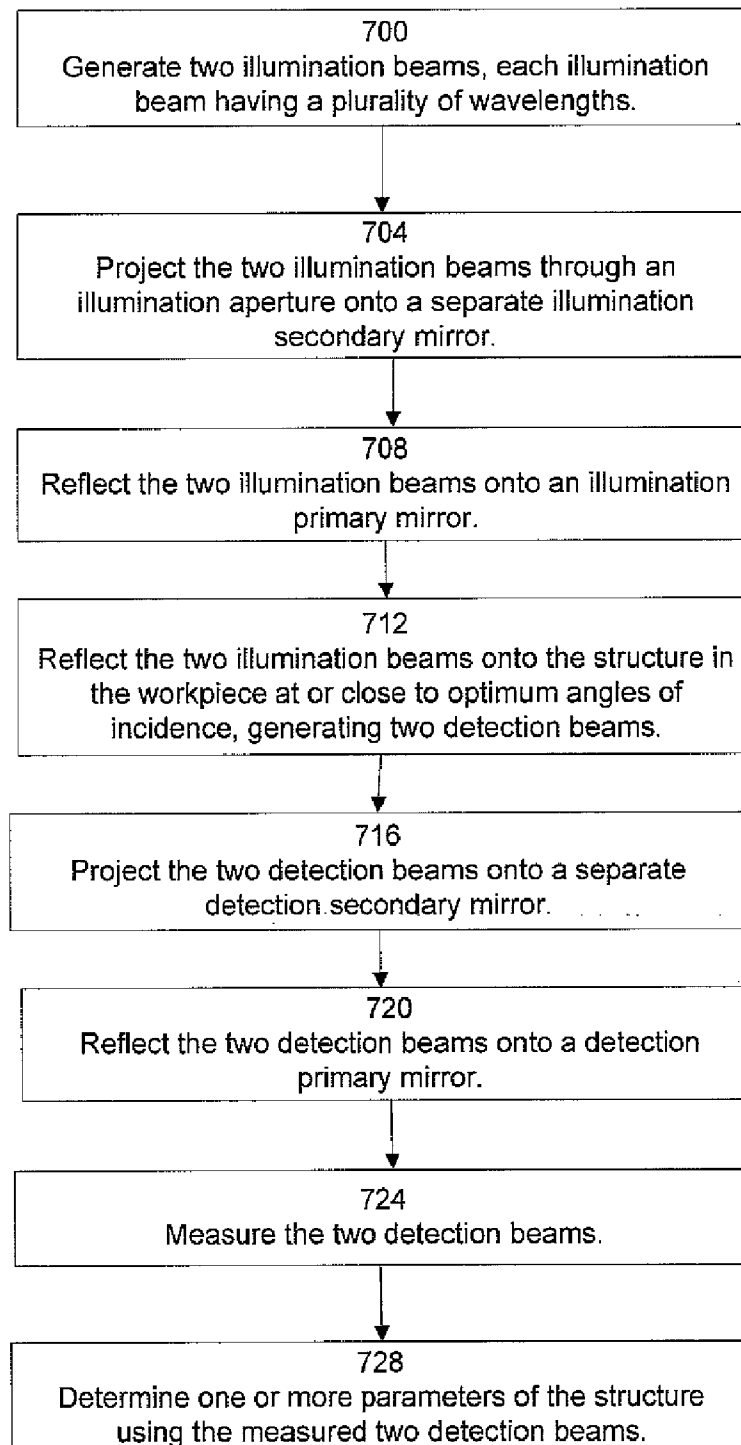 700
Generate two illumination beams, each illumination
beam having a plurality of wavelengths.
704
Project the two illumination beams through an
illumination aperture onto a separate illumination
secondary mirror.
708
Reflect the two illumination beams onto an illumination
primary mirror.
712
Reflect the two illumination beams onto the structure in
the workpiece at or close to optimum angles of
incidence, generating two detection beams.
716
Project the two detection beams onto a separate
detection secondary mirror.
720
Reflect the two detection beams onto a detection
primary mirror.
724
Measure the two detection beams.
728
Determine one or more parameters of the structure
using the measured two detection beams.